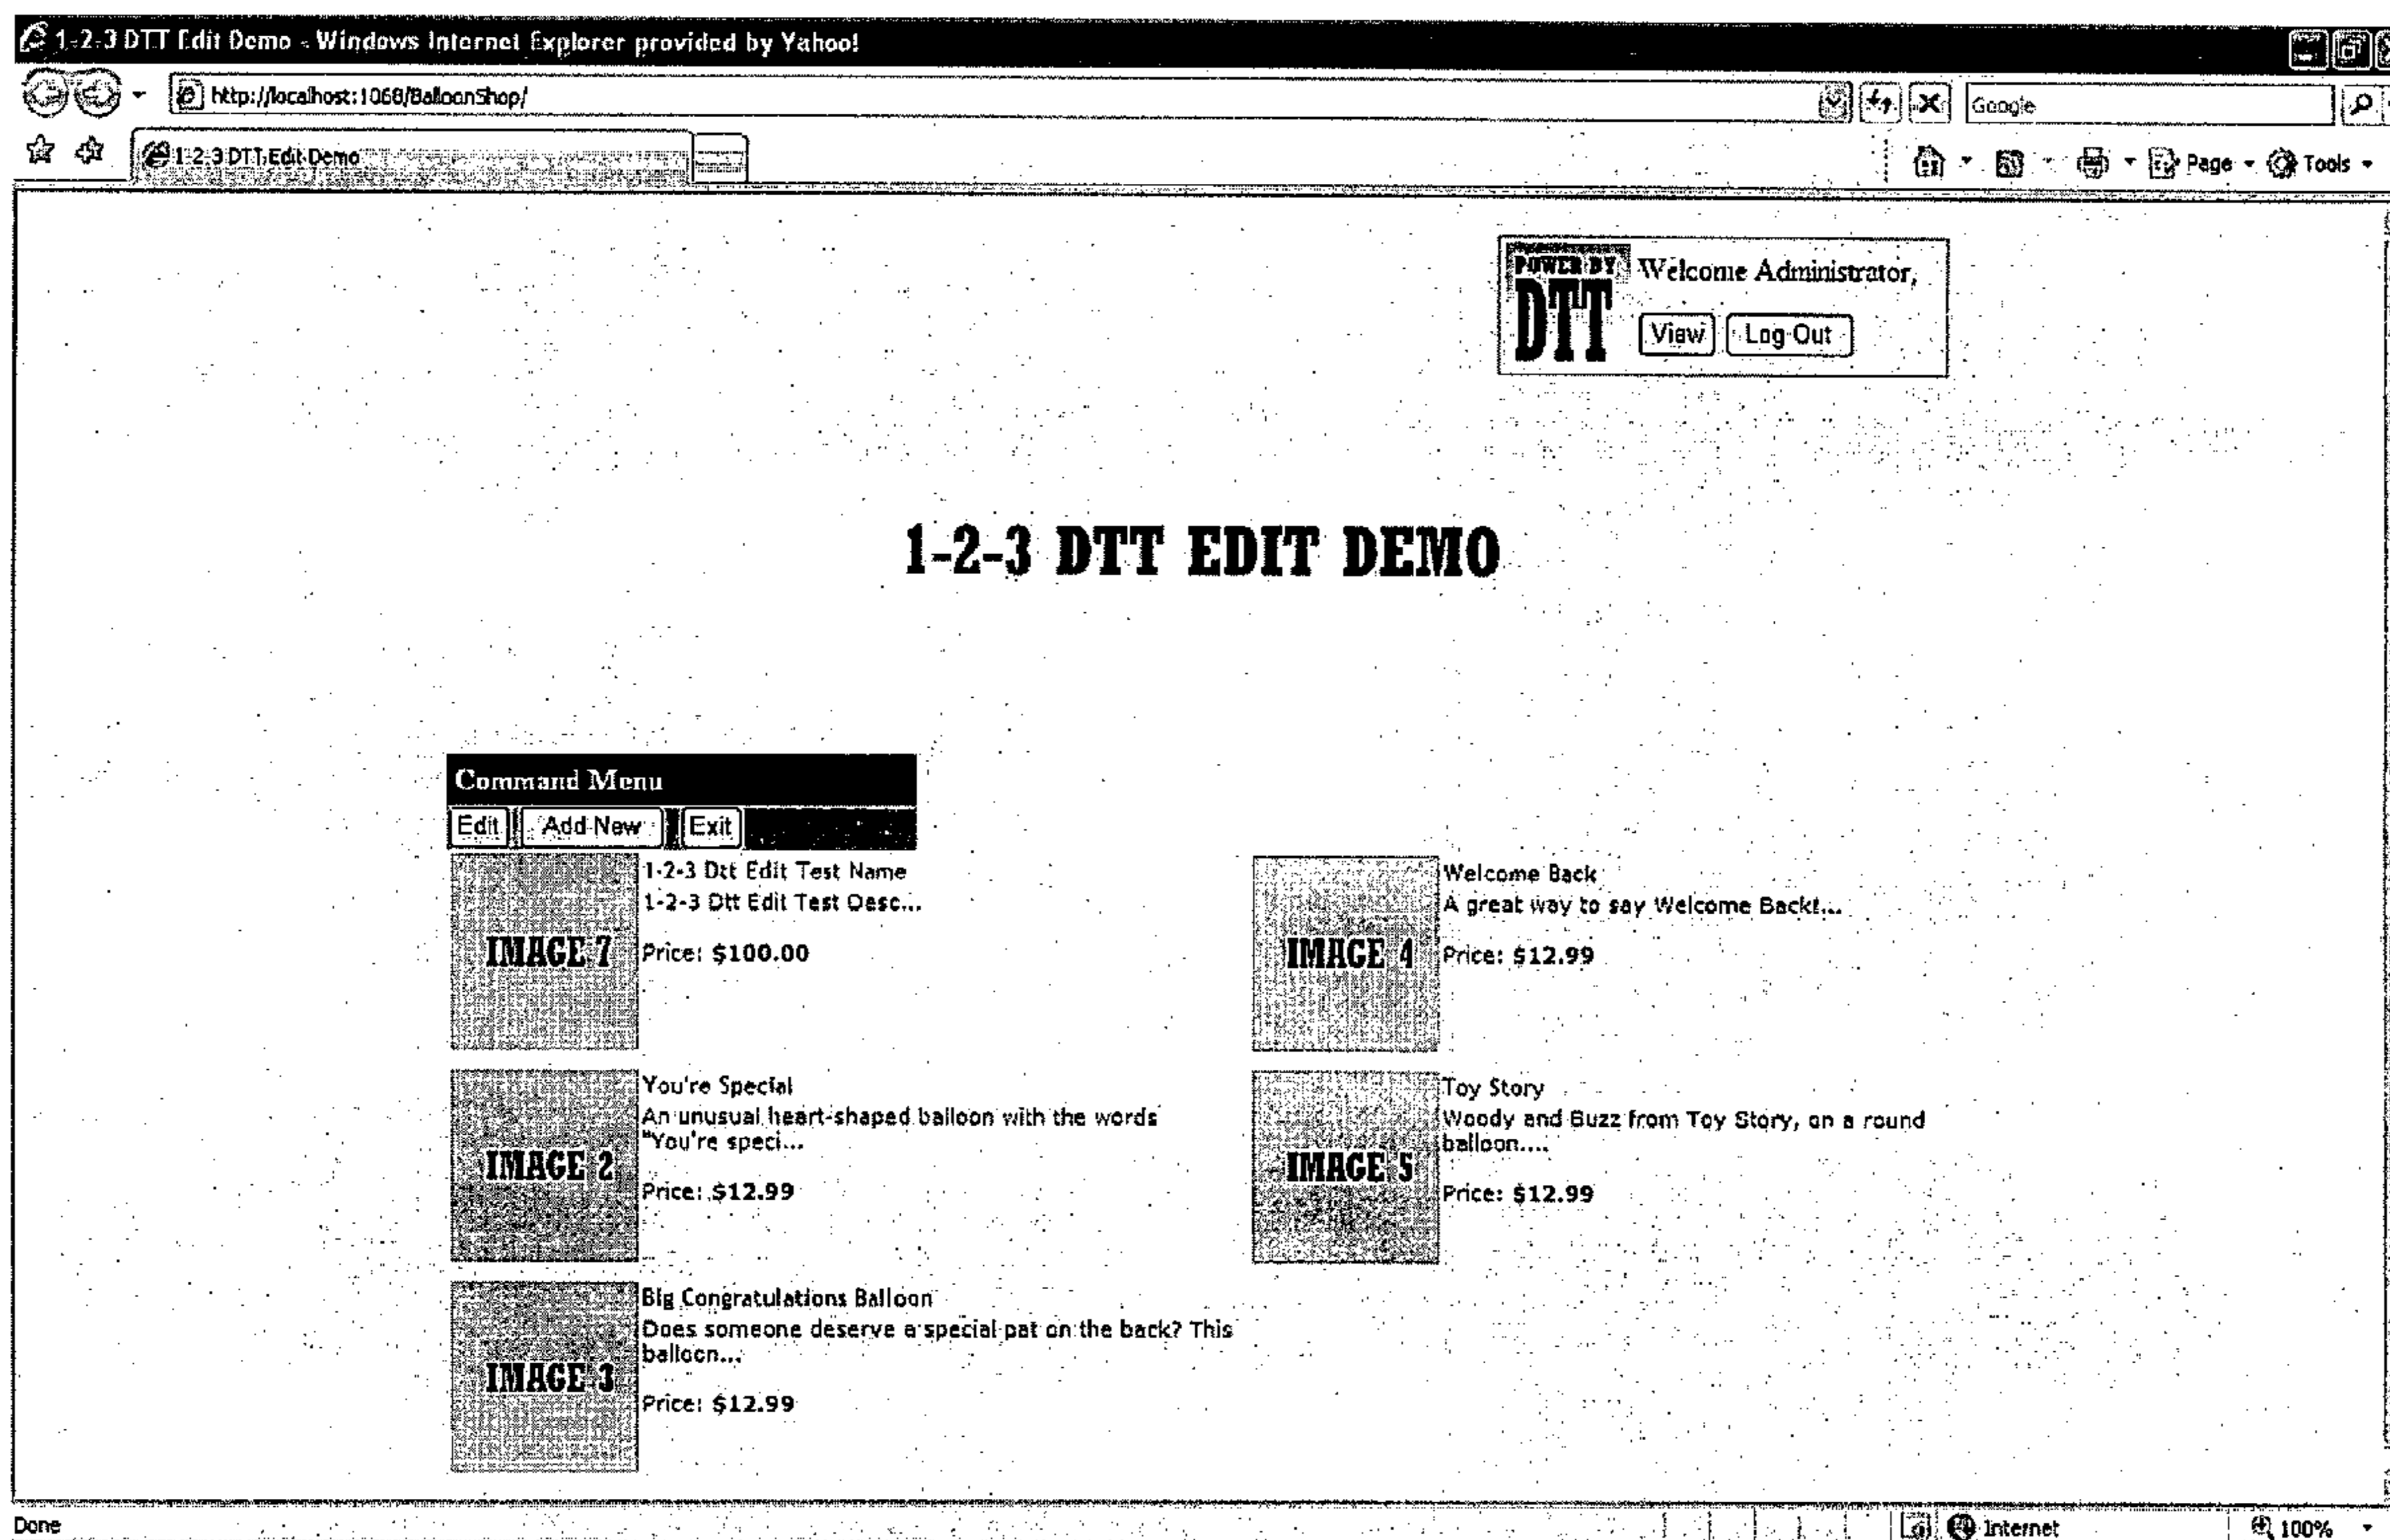 1-2-3 DTT Edit Demo - Windows Internet Explorer provided by Yahoo!
http://localhost:1068/BalloonShop/
Google
1-2-3 DTT Edit Demo
Page
Tools
POWER BY
DTT
Welcome Administrator,
View
Log Out
1-2-3 DTT EDIT DEMO
Command Menu
Edit
Add New
Exit
IMAGE 7
1-2-3 Dtt Edit Test Name
1-2-3 Dtt Edit Test Desc...
Price: $100.00
IMAGE 4
Welcome Back
A great way to say Welcome Back!...
Price: $12.99
IMAGE 2
You're Special
An unusual heart-shaped balloon with the words
"You're speci...
Price: $12.99
IMAGE 5
Toy Story
Woody and Buzz from Toy Story, on a round
balloon....
Price: $12.99
IMAGE 3
Big Congratulations Balloon
Does someone deserve a special pat on the back? This
balloon...
Price: $12.99
Done
Internet
100%